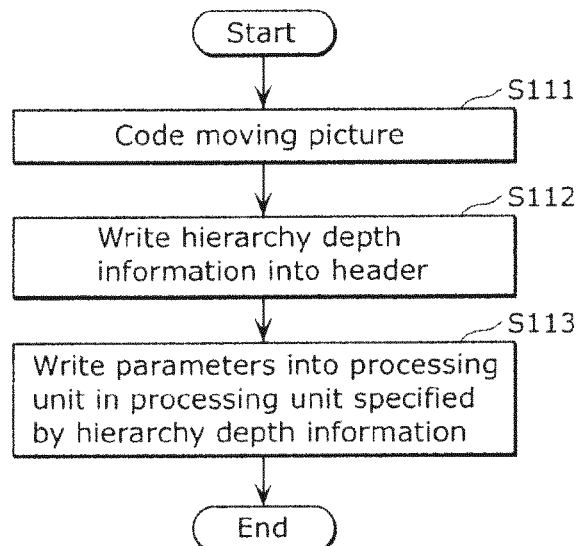 Start
S111
Code moving picture
S112
Write hierarchy depth
information into header
S113
Write parameters into processing
unit in processing unit specified
by hierarchy depth information
End